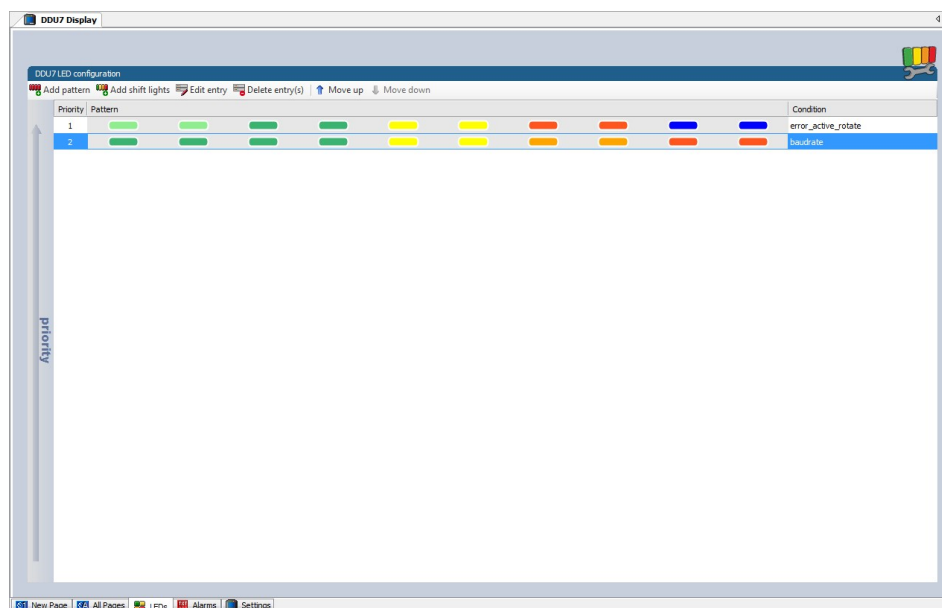 DDU7 Display
DDU7 LED configuration
Add pattern Add shift lights Edit entry Delete entry(s) Move up Move down
Priority Pattern Condition
1 error_active_rotate
2 baudrate
priority
New Page All Pages LEDs Alarms Settings